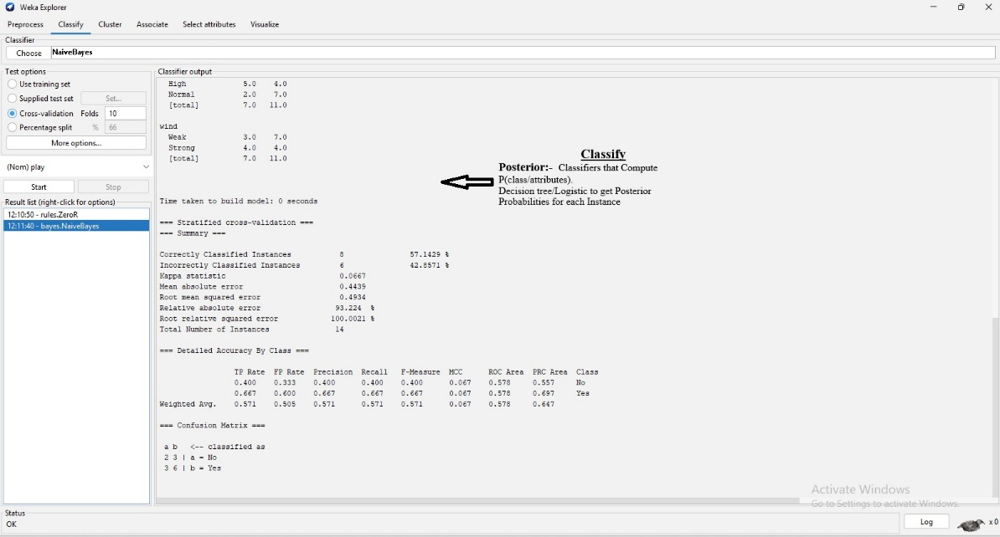 Weka Explorer
Preprocess Classify Cluster Associate Select attributes Visualize
Classifier
Choose NaiveBayes
Test options
Use training set
Supplied test set Set...
Cross-validation Folds 10
Percentage split % 66
More options...
(Nom) play
Start Stop
Result list (right-click for options)
12:10:50 - rules.ZeroR
12:11:40 - bayes.NaiveBayes
Classifier output
High 5.0 4.0
Normal 2.0 7.0
[total] 7.0 11.0
wind
Weak 3.0 7.0
Strong 4.0 4.0
[total] 7.0 11.0
Classify
Posterior:- Classifiers that Compute
P(class/attributes).
Decision tree/Logistic to get Posterior
Probabilities for each Instance
Time taken to build model: 0 seconds
=== Stratified cross-validation ===
=== Summary ===
Correctly Classified Instances 8 57.1429 %
Incorrectly Classified Instances 6 42.8571 %
Kappa statistic 0.0667
Mean absolute error 0.4439
Root mean squared error 0.4934
Relative absolute error 93.224 %
Root relative squared error 100.0021 %
Total Number of Instances 14
=== Detailed Accuracy By Class ===
TP Rate FP Rate Precision Recall F-Measure MCC ROC Area PRC Area Class
0.400 0.333 0.400 0.400 0.400 0.067 0.578 0.557 No
0.667 0.600 0.667 0.667 0.667 0.067 0.578 0.697 Yes
Weighted Avg. 0.571 0.505 0.571 0.571 0.571 0.067 0.578 0.647
=== Confusion Matrix ===
a b <-- classified as
2 3 | a = No
3 6 | b = Yes
Activate Windows
Go to Settings to activate Windows.
Status
OK
Log x 0